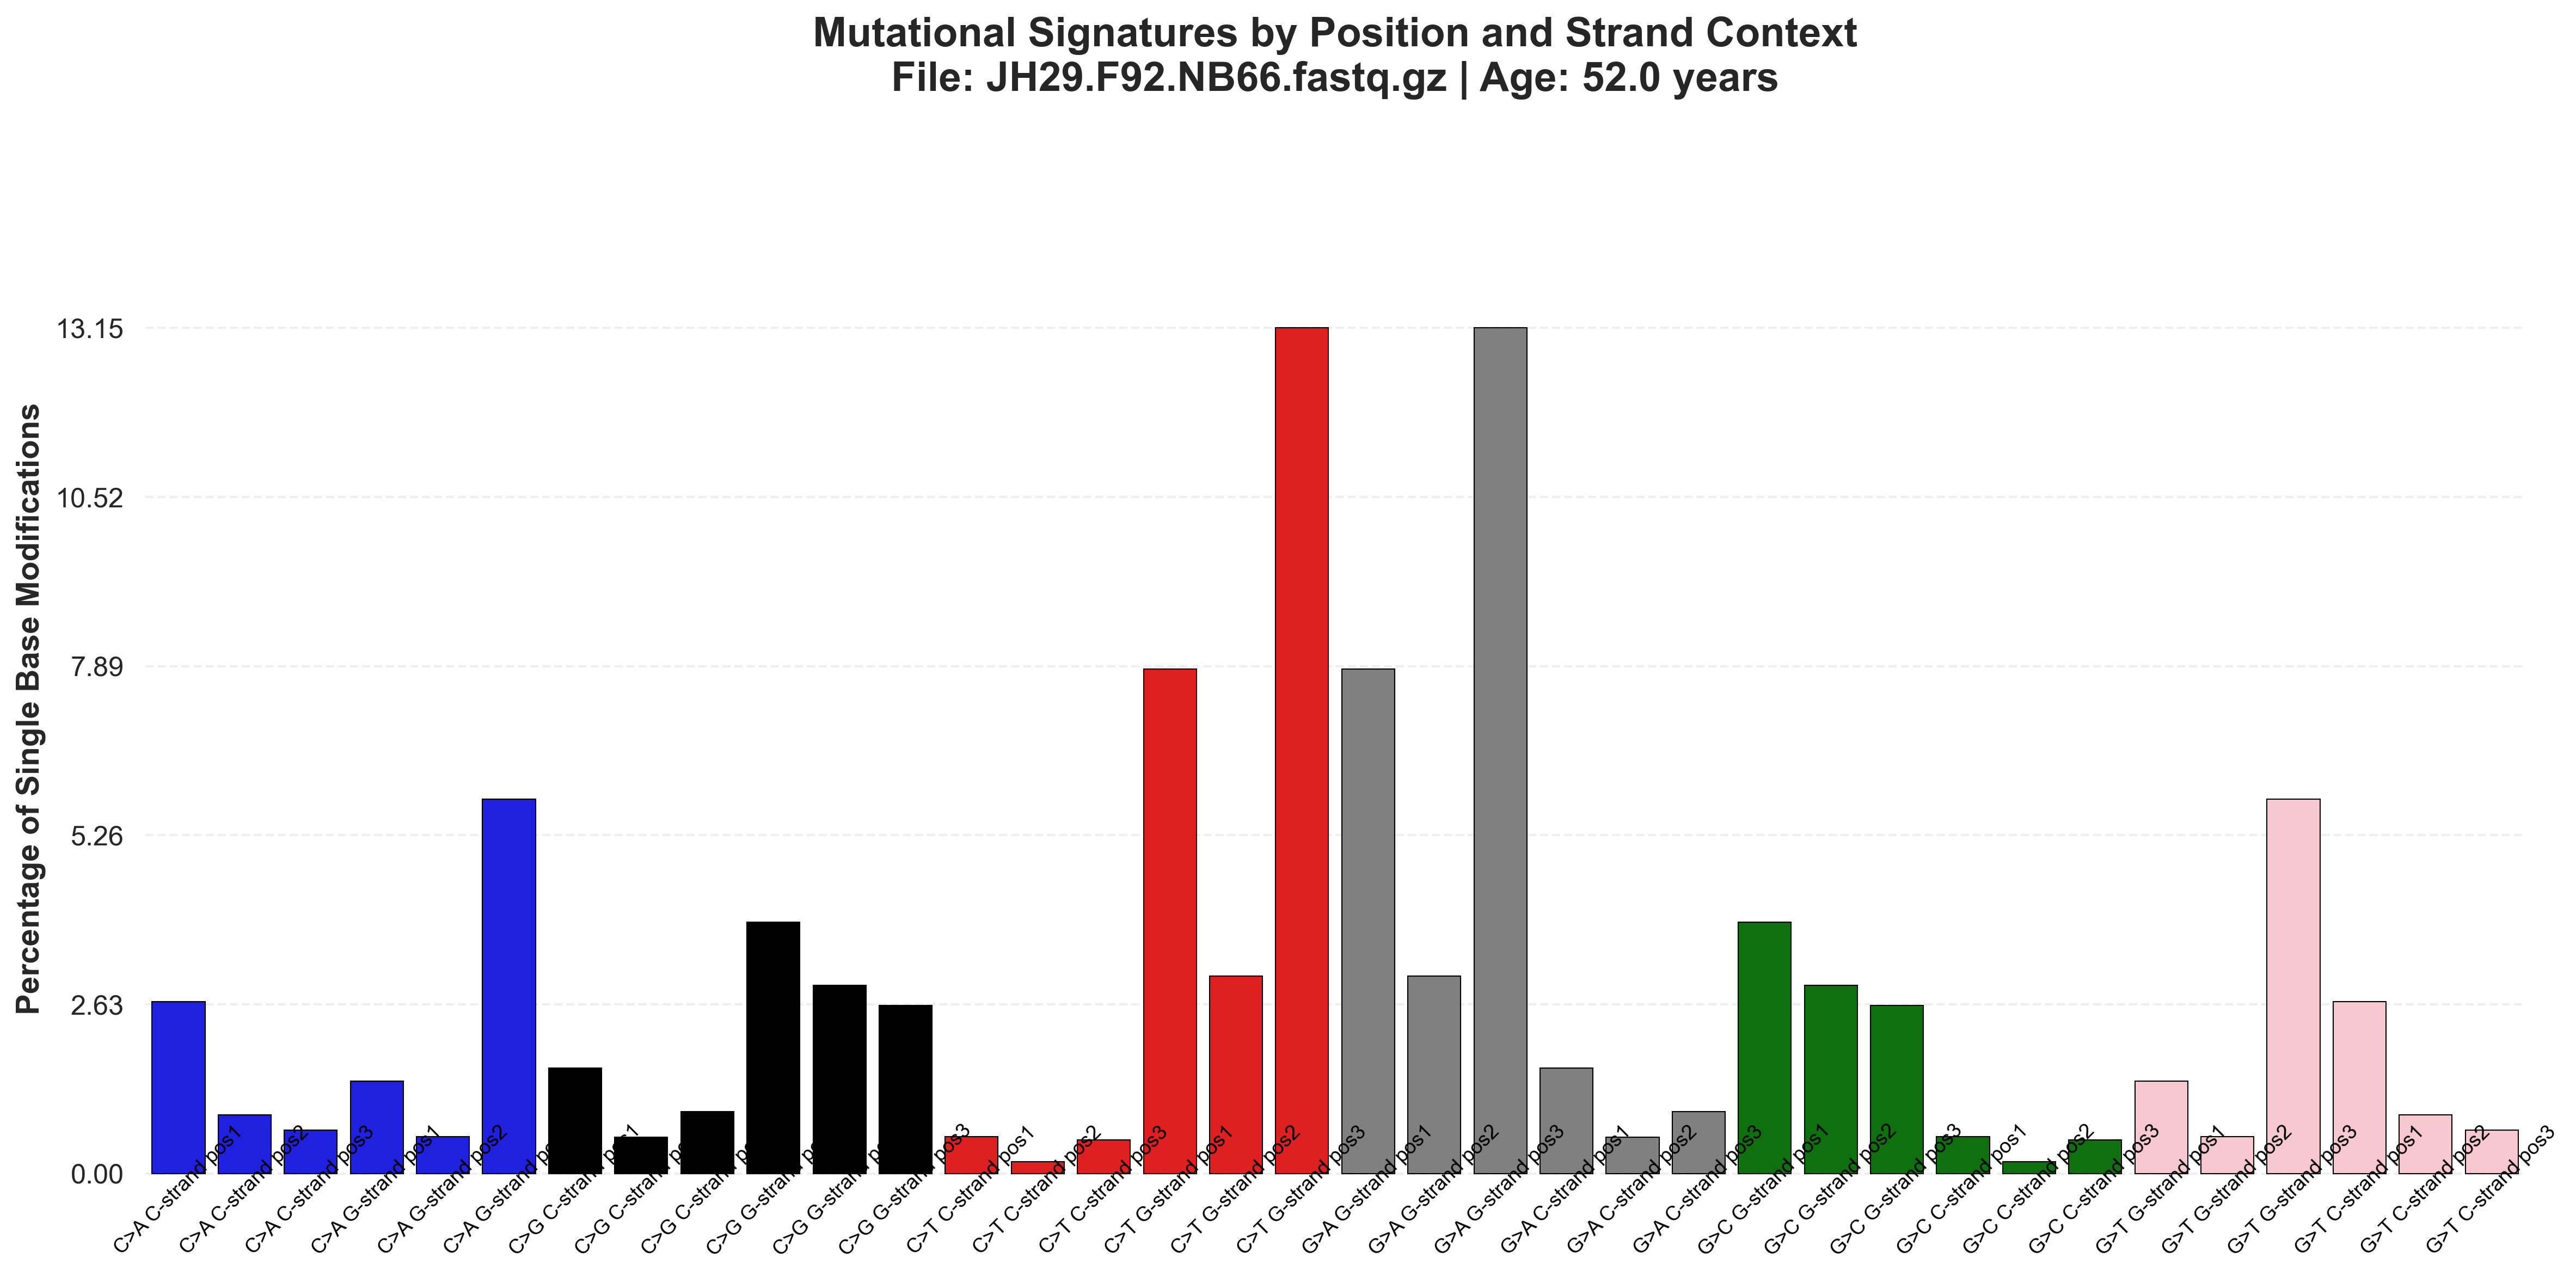 Mutational Signatures by Position and Strand Context
File: JH29.F92.NB66.fastq.gz | Age: 52.0 years
Percentage of Single Base Modifications
13.15
10.52
7.89
5.26
2.63
0.00
C>A C-strand pos1
C>A C-strand pos2
C>A C-strand pos3
C>A G-strand pos1
C>A G-strand pos2
C>A G-strand pos3
C>G C-strand pos1
C>G C-strand pos2
C>G C-strand pos3
C>G G-strand pos1
C>G G-strand pos2
C>G G-strand pos3
C>T C-strand pos1
C>T C-strand pos2
C>T C-strand pos3
C>T G-strand pos1
C>T G-strand pos2
C>T G-strand pos3
G>A G-strand pos1
G>A G-strand pos2
G>A G-strand pos3
G>A C-strand pos1
G>A C-strand pos2
G>A C-strand pos3
G>C G-strand pos1
G>C G-strand pos2
G>C G-strand pos3
G>C C-strand pos1
G>C C-strand pos2
G>C C-strand pos3
G>T G-strand pos1
G>T G-strand pos2
G>T G-strand pos3
G>T C-strand pos1
G>T C-strand pos2
G>T C-strand pos3